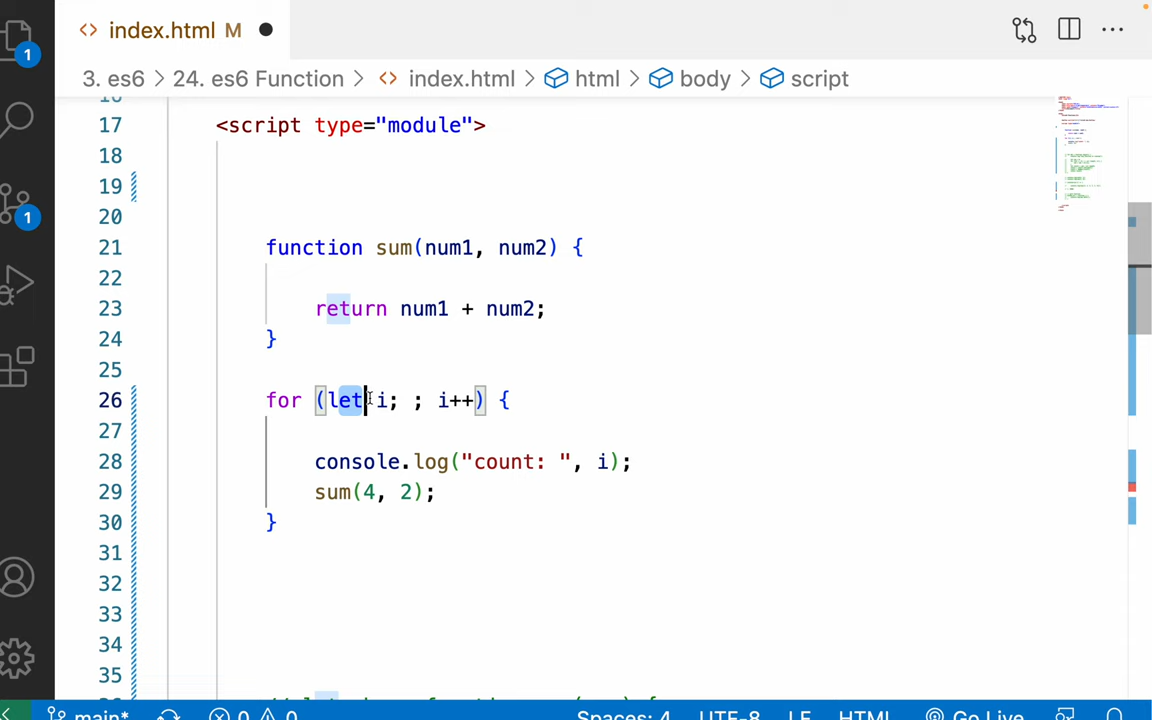 index.html M
1
3. es6 > 24. es6 Function > index.html > html > body > script
17 <script type="module">
18
19
20
1
21 function sum(num1, num2) {
22
23 return num1 + num2;
24 }
25
26 for (let i; ; i++) {
27
28 console.log("count: ", i);
29 sum(4, 2);
30 }
31
32
33
34
35
main* 0 0 Spaces: 4 UTF-8 LF HTML Go Live